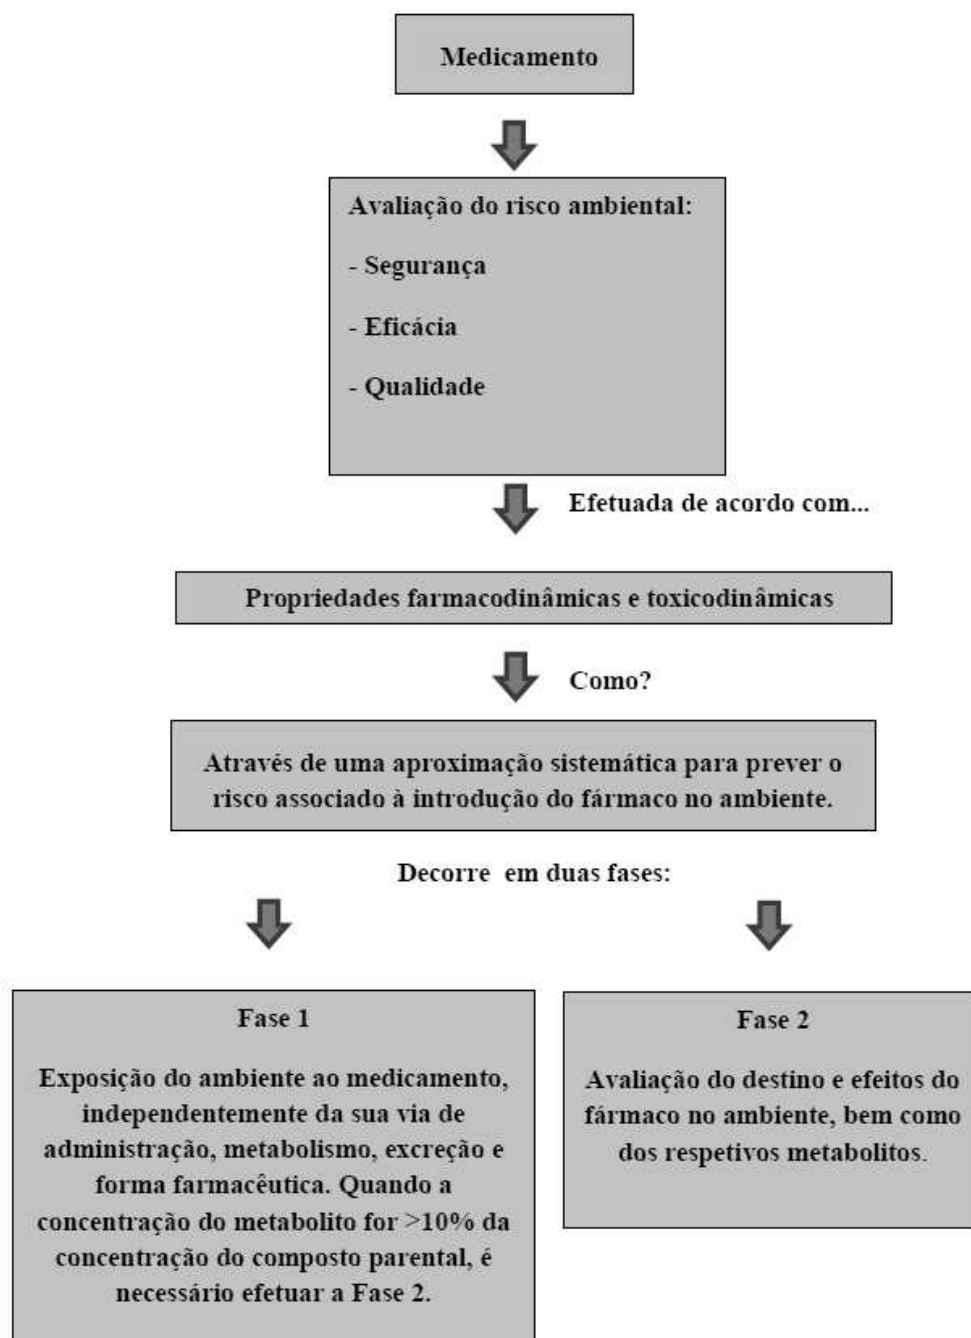 Medicamento
Avaliação do risco ambiental:
- Segurança
- Eficácia
- Qualidade
Efetuada de acordo com...
Propriedades farmacodinâmicas e toxicodinâmicas
Como?
Através de uma aproximação sistemática para prever o
risco associado à introdução do fármaco no ambiente.
Decorre em duas fases:
Fase 1
Exposição do ambiente ao medicamento,
independentemente da sua via de
administração, metabolismo, excreção e
forma farmacêutica. Quando a
concentração do metabolito for >10% da
concentração do composto parental, é
necessário efetuar a Fase 2.
Fase 2
Avaliação do destino e efeitos do
fármaco no ambiente, bem como
dos respetivos metabolitos.